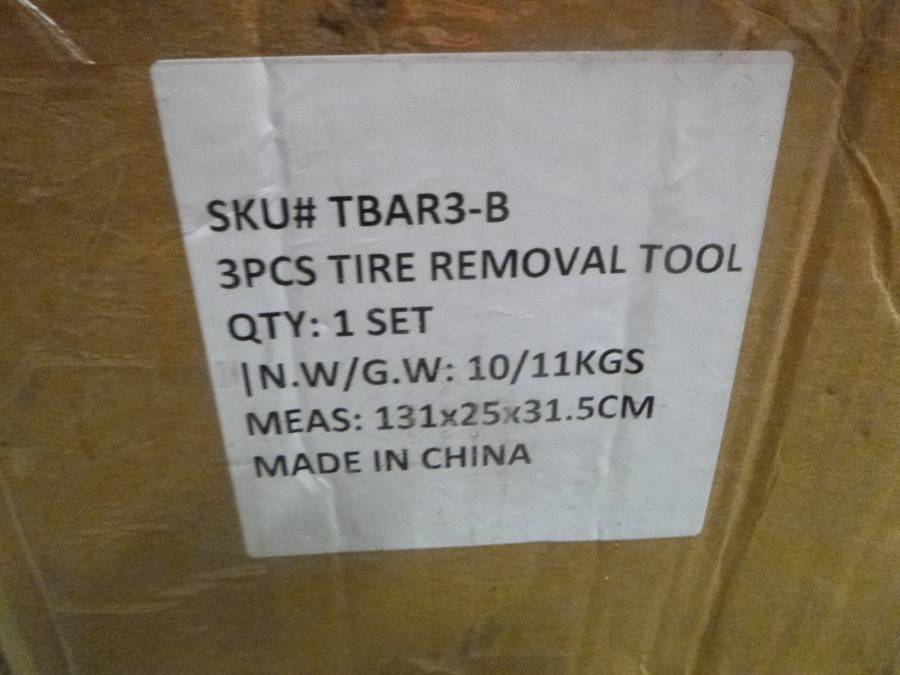 SKU# TBAR3-B
3PCS TIRE REMOVAL TOOL
QTY: 1 SET
|N.W/G.W: 10/11KGS
MEAS: 131x25x31.5CM
MADE IN CHINA